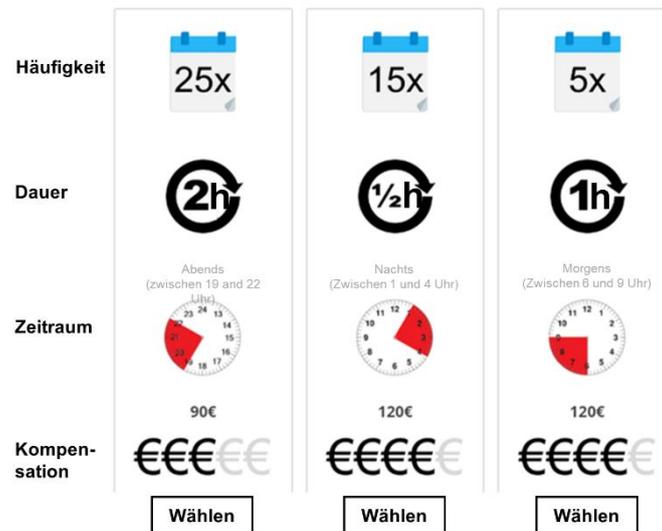 Häufigkeit
25x
15x
5x
Dauer
2h
½h
1h
Abends
(zwischen 19 and 22
Uhr)
Nachts
(Zwischen 1 und 4 Uhr)
Morgens
(Zwischen 6 und 9 Uhr)
Zeitraum
90€
120€
120€
Kompen-
sation
€€€€€
€€€€€
€€€€€
Wählen
Wählen
Wählen